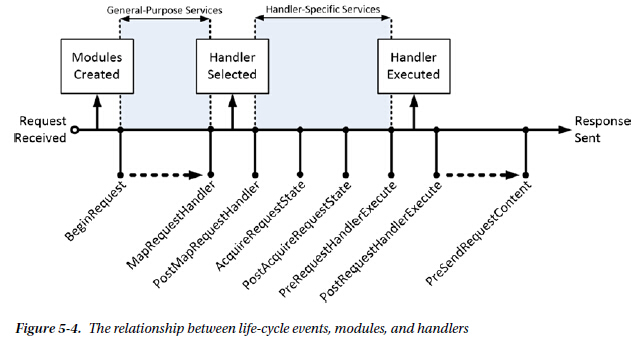 General-Purpose Services
Handler-Specific Services
Modules
Created
Handler
Selected
Handler
Executed
Request
Received
Response
Sent
BeginRequest
MapRequestHandler
PostMapRequestHandler
AcquireRequestState
PostAcquireRequestState
PreRequestHandlerExecute
PostRequestHandlerExecute
PreSendRequestContent
Figure 5-4. The relationship between life-cycle events, modules, and handlers